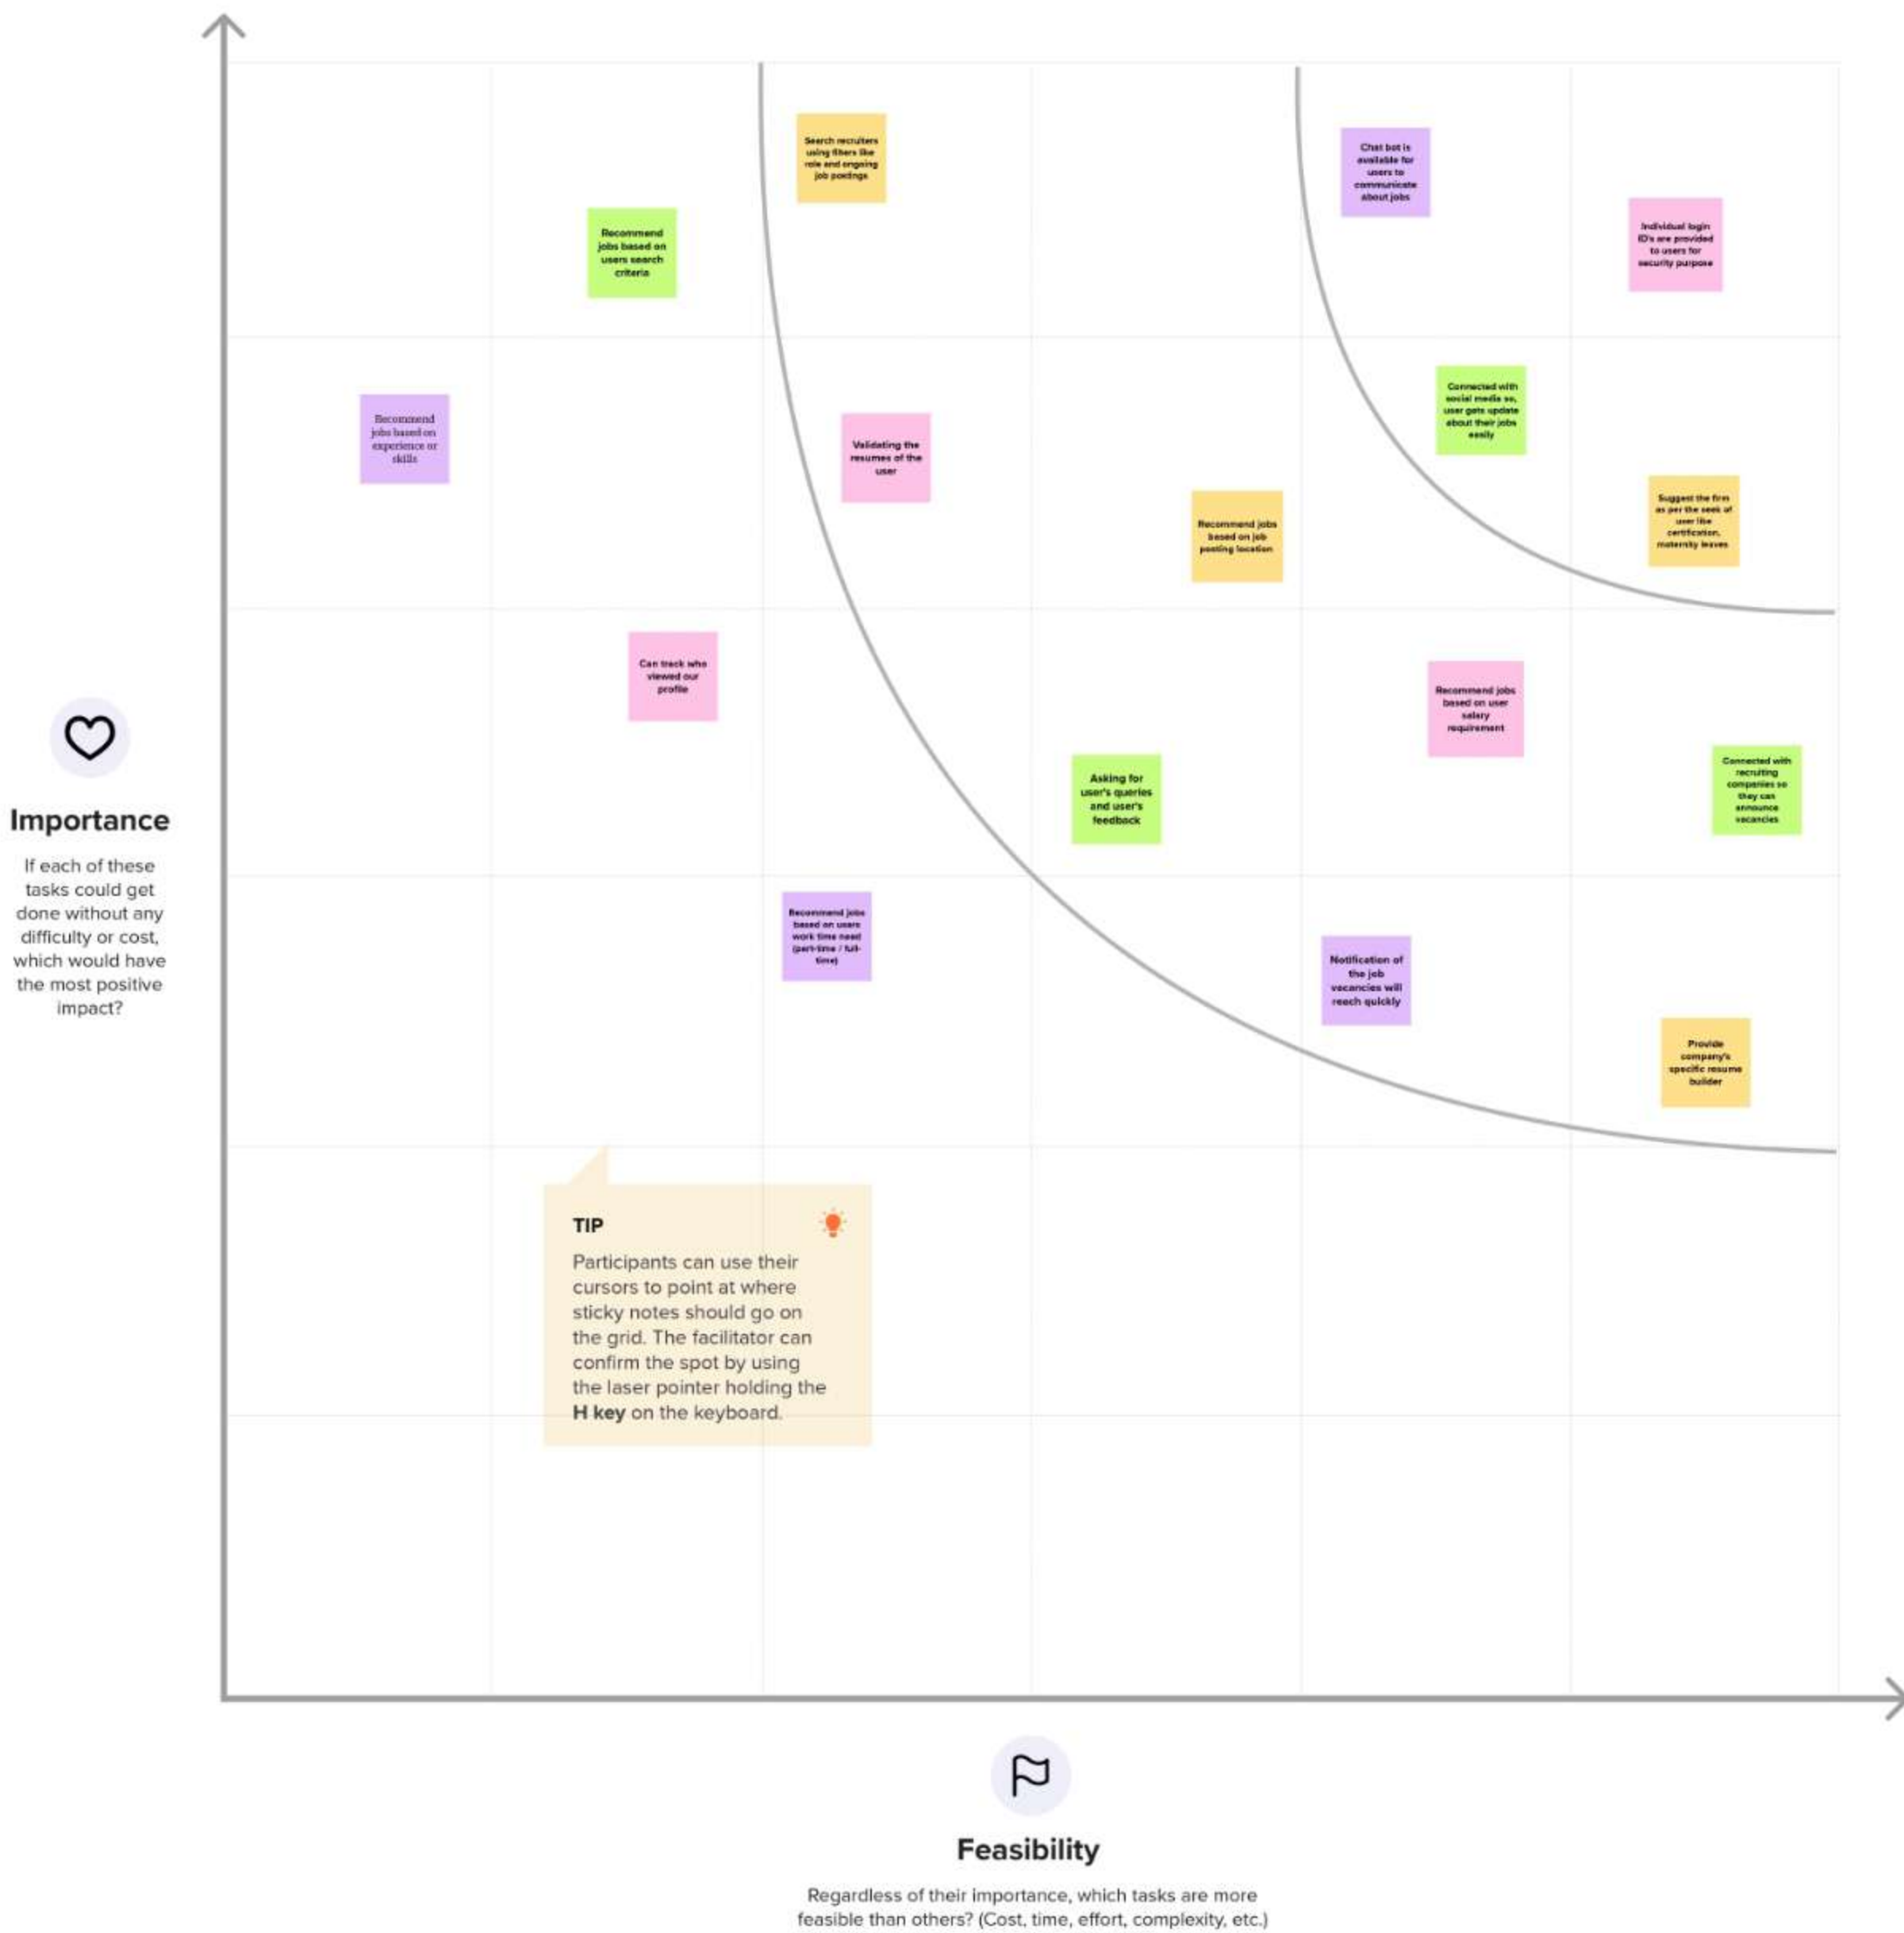 Search recruiters
using filters like
role and ongoing
job postings
Chat bot is
available for
users to
communicate
about jobs
Individual login
ID's are provided
to users for
security purpose
Recommend
jobs based on
users search
criteria
Connected with
social media so,
user gets update
about their jobs
easily
Recommend
jobs based on
experience or
skills
Validating the
resumes of the
user
Recommend jobs
based on job
posting location
Suggest the firm
as per the seek of
user like
certification,
maternity leaves
Can track who
viewed our
profile
Recommend jobs
based on user
salary
requirement
Asking for
user's queries
and user's
feedback
Connected with
recruiting
companies so
they can
announce
vacancies
Importance
If each of these
tasks could get
done without any
difficulty or cost,
which would have
the most positive
impact?
Recommend jobs
based on users
work time need
(part-time / full-
time)
Notification of
the job
vacancies will
reach quickly
Provide
company's
specific resume
builder
TIP
Participants can use their
cursors to point at where
sticky notes should go on
the grid. The facilitator can
confirm the spot by using
the laser pointer holding the
H key on the keyboard.
Feasibility
Regardless of their importance, which tasks are more
feasible than others? (Cost, time, effort, complexity, etc.)